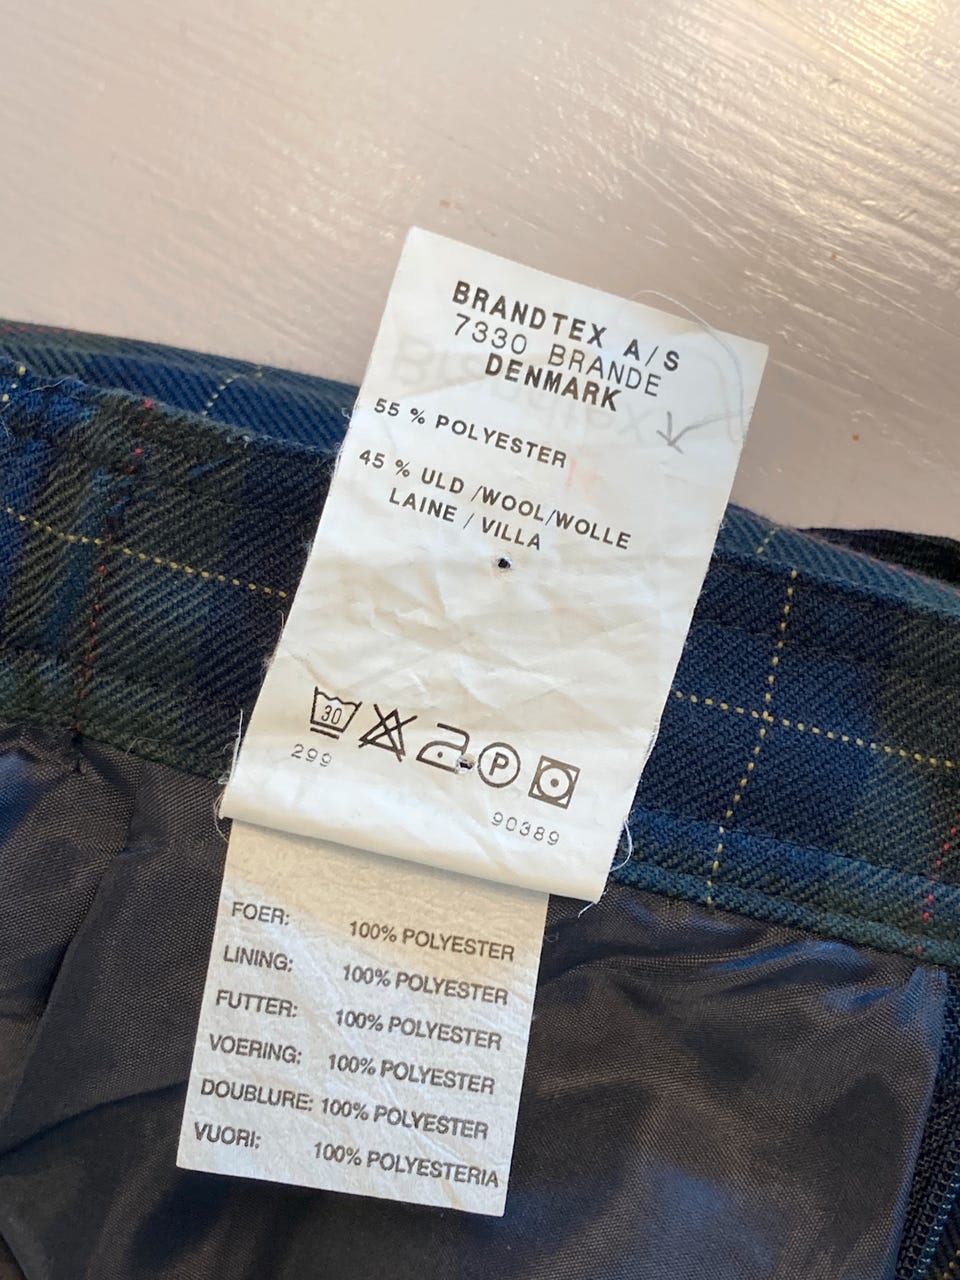 BRANDTEX A/S
7330 BRANDE
DENMARK
55 % POLYESTER
45 % ULD /WOOL/WOLLE
LAINE / VILLA
30
P
299
90389
FOER: 100% POLYESTER
LINING: 100% POLYESTER
FUTTER: 100% POLYESTER
VOERING: 100% POLYESTER
DOUBLURE: 100% POLYESTER
VUORI: 100% POLYESTERIA